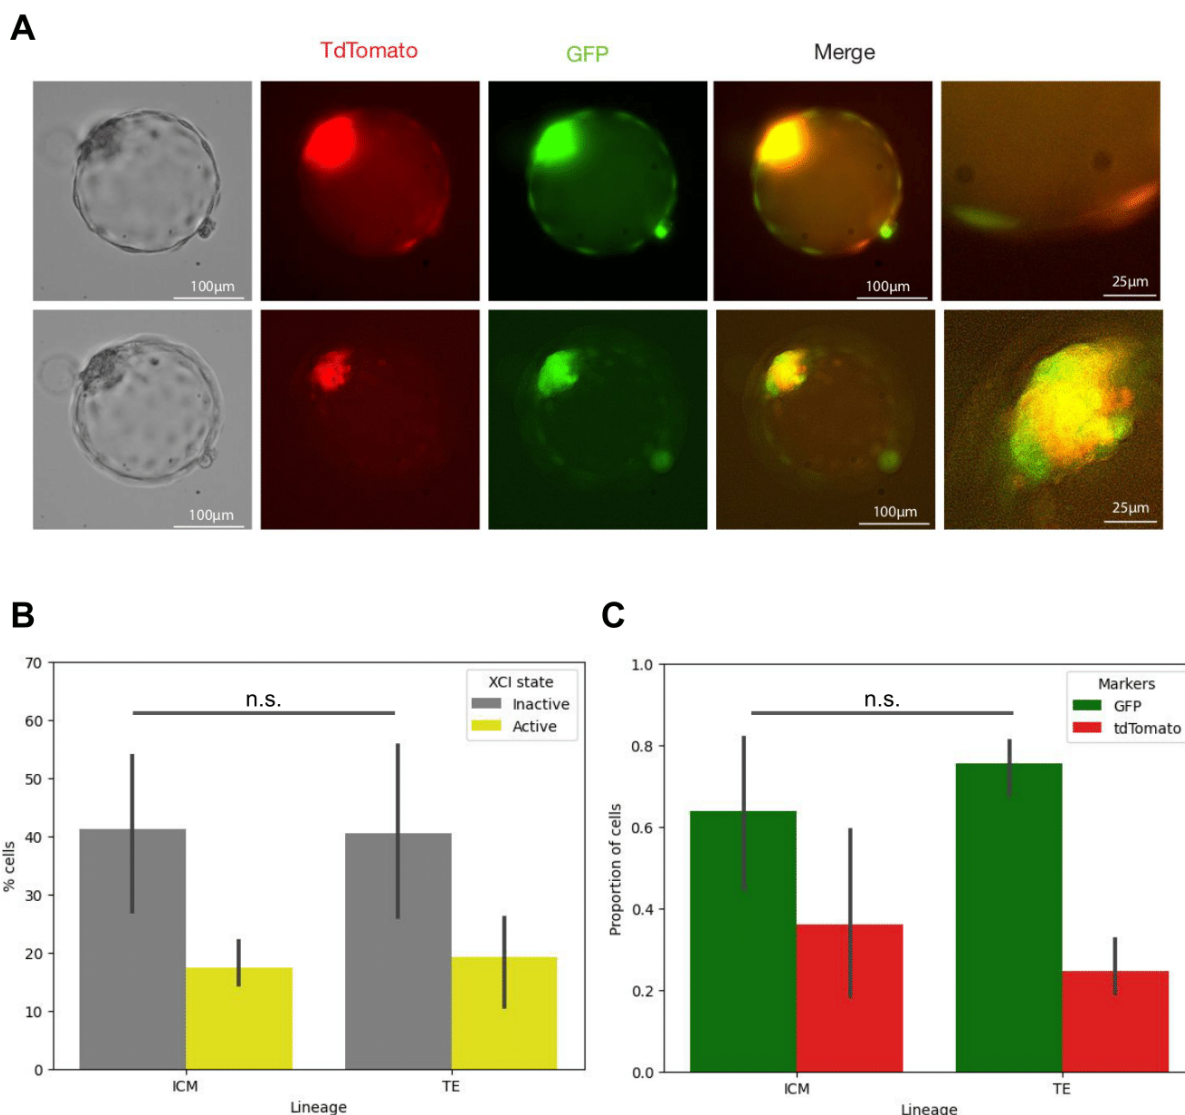 A
TdTomato GFP Merge
100μm 100μm 25μm
100μm 100μm 25μm
B
C
70
60
50
40
30
20
10
0
% cells
n.s.
XCI state
Inactive
Active
ICM TE
Lineage
1.0
0.8
0.6
0.4
0.2
0.0
Proportion of cells
n.s.
Markers
GFP
tdTomato
ICM TE
Lineage